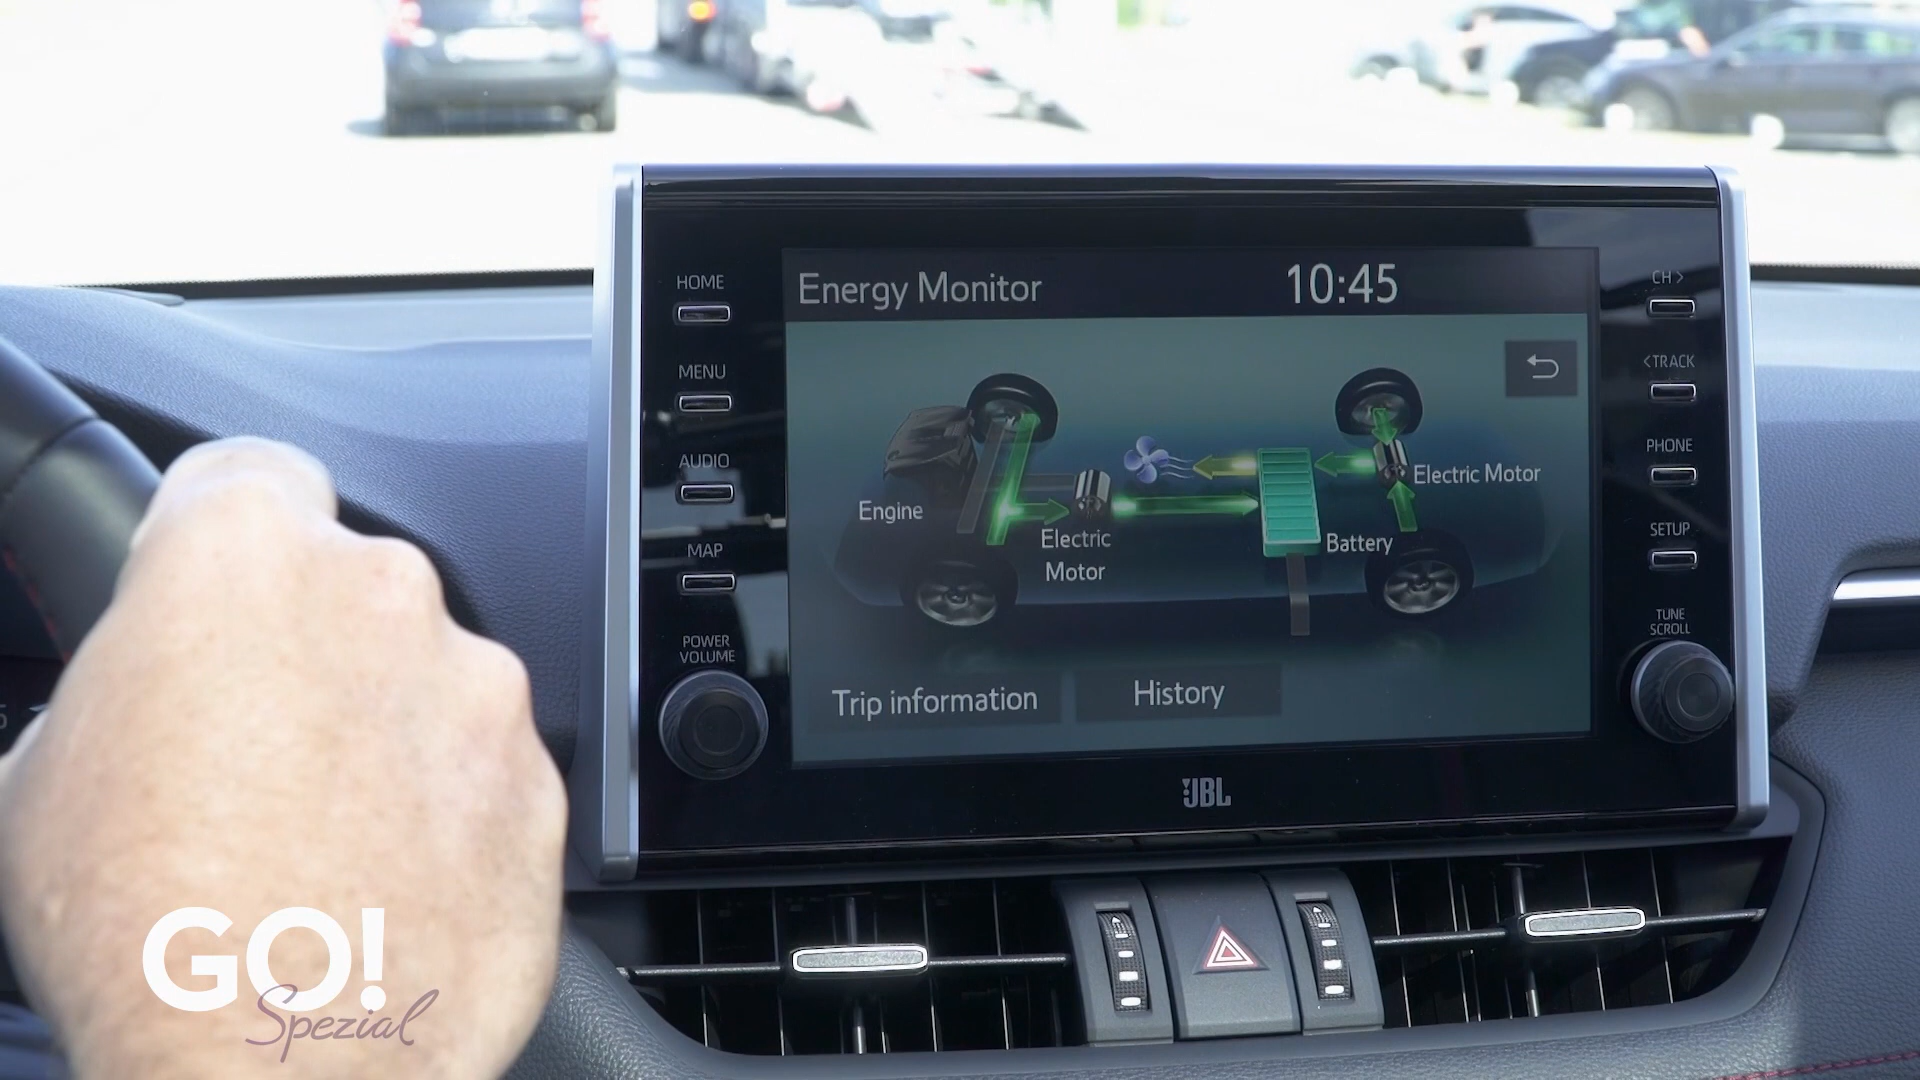 HOME
MENU
AUDIO
MAP
POWER
VOLUME
Energy Monitor
10:45
Engine
Electric
Motor
Battery
Electric Motor
Trip information
History
CH >
< TRACK
PHONE
SETUP
TUNE
SCROLL
JBL
GO!
Spezial